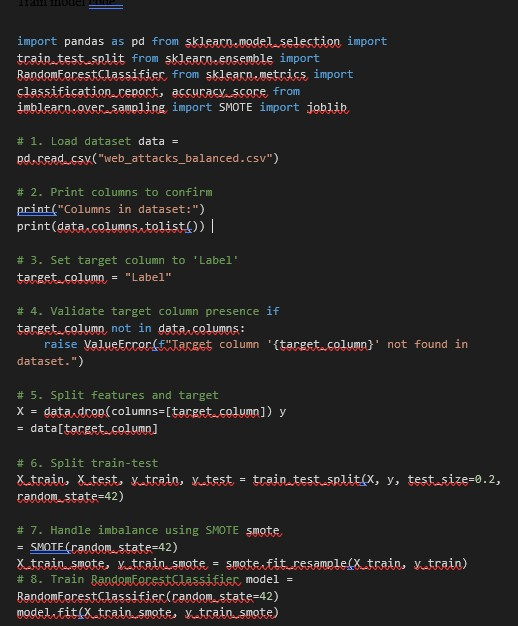 Train model code..
import pandas as pd from sklearn.model_selection import
train_test_split from sklearn.ensemble import
RandomForestClassifier from sklearn.metrics import
classification_report, accuracy_score from
imblearn.over_sampling import SMOTE import joblib
# 1. Load dataset data =
pd.read_csv("web_attacks_balanced.csv")
# 2. Print columns to confirm
print("Columns in dataset:")
print(data.columns.tolist())
# 3. Set target column to 'Label'
target_column = "Label"
# 4. Validate target column presence if
target_column not in data.columns:
raise ValueError(f"Target column '{target_column}' not found in
dataset.")
# 5. Split features and target
X = data.drop(columns=[target_column]) y
= data[target_column]
# 6. Split train-test
X_train, X_test, y_train, y_test = train_test_split(X, y, test_size=0.2,
random_state=42)
# 7. Handle imbalance using SMOTE smote
= SMOTE(random_state=42)
X_train_smote, y_train_smote = smote.fit_resample(X_train, y_train)
# 8. Train RandomForestClassifier model =
RandomForestClassifier(random_state=42)
model.fit(X_train_smote, y_train_smote)